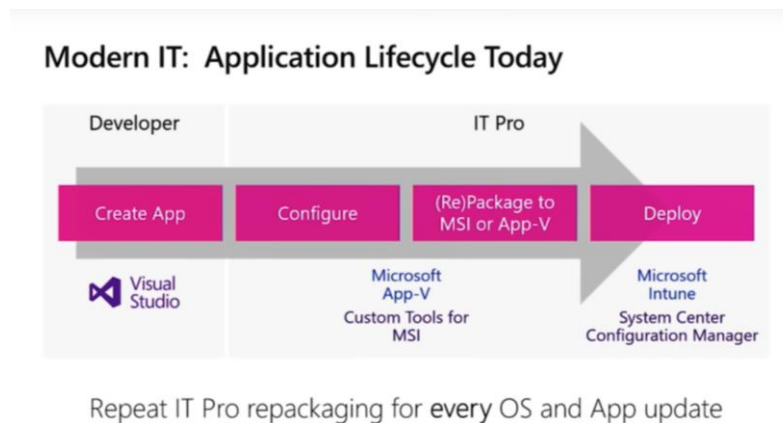 Modern IT:  Application Lifecycle Today
Developer
IT Pro
Create App
Configure
(Re)Package to
MSI or App-V
Deploy
Visual
Studio
Microsoft
App-V
Custom Tools for
MSI
Microsoft
Intune
System Center
Configuration Manager
Repeat IT Pro repackaging for every OS and App update